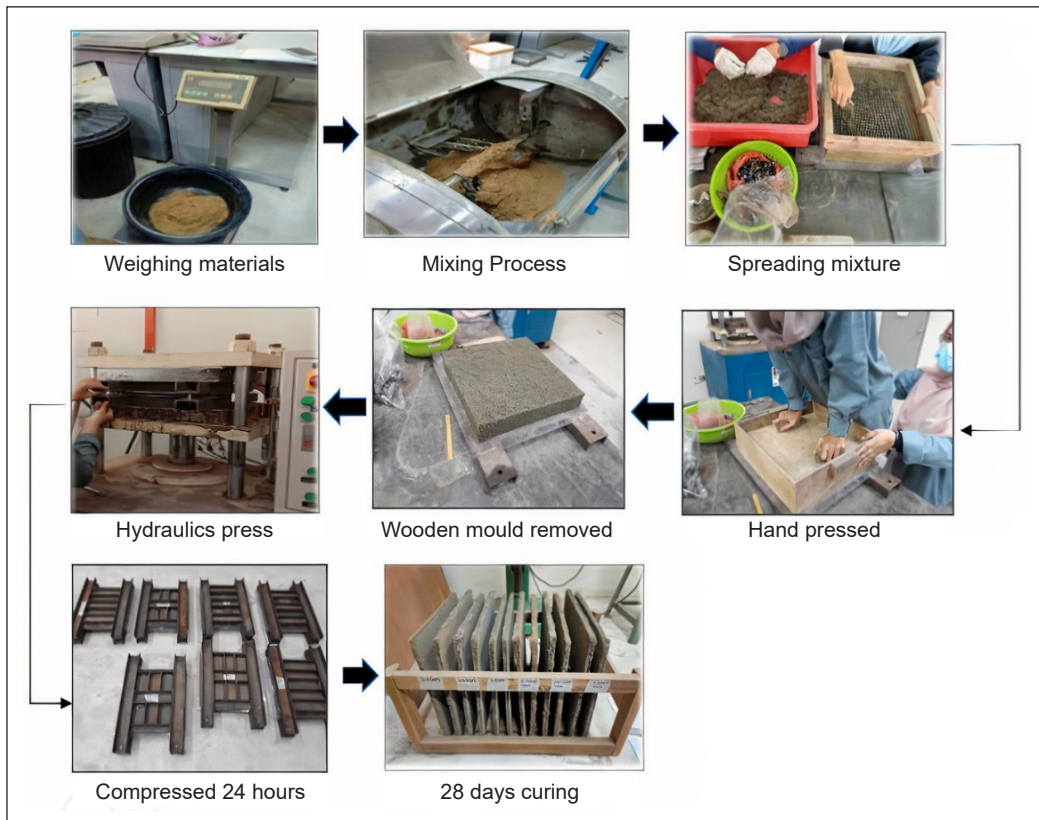 Weighing materials
Mixing Process
Spreading mixture
Hand pressed
Wooden mould removed
Hydraulics press
Compressed 24 hours
28 days curing